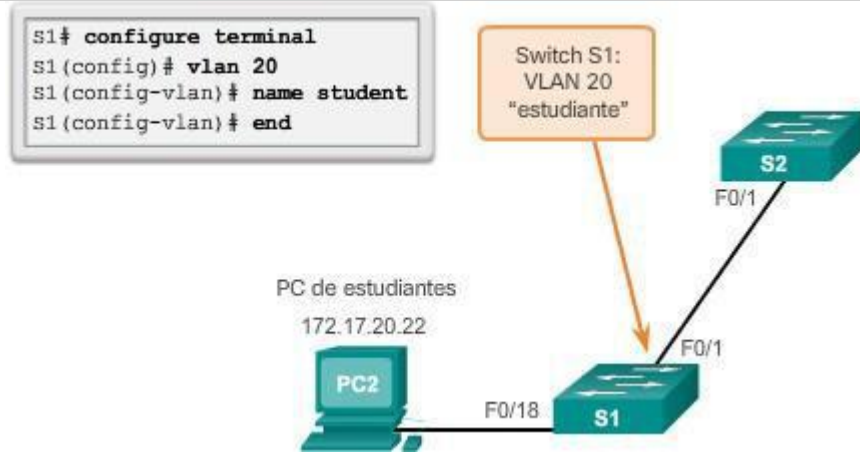 S1# configure terminal
S1(config)# vlan 20
S1(config-vlan)# name student
S1(config-vlan)# end
Switch S1:
VLAN 20
“estudiante”
S2
F0/1
PC de estudiantes
172.17.20.22
F0/1
PC2
F0/18
S1